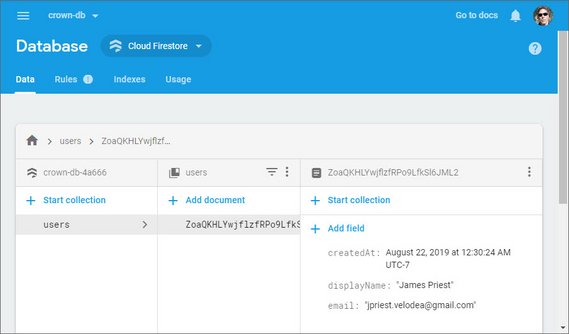 crown-db
Go to docs
Database
Cloud Firestore
Data
Rules
Indexes
Usage
users
ZoaQKHLYwjflzf...
crown-db-4a666
users
ZoaQKHLYwjflzfRPo9LfkSl6JML2
+ Start collection
+ Add document
+ Start collection
users
ZoaQKHLYwjflzfRPo9LfkS
+ Add field
createdAt: August 22, 2019 at 12:30:24 AM
UTC-7
displayName: "James Priest"
email: "jpriest.velodea@gmail.com"